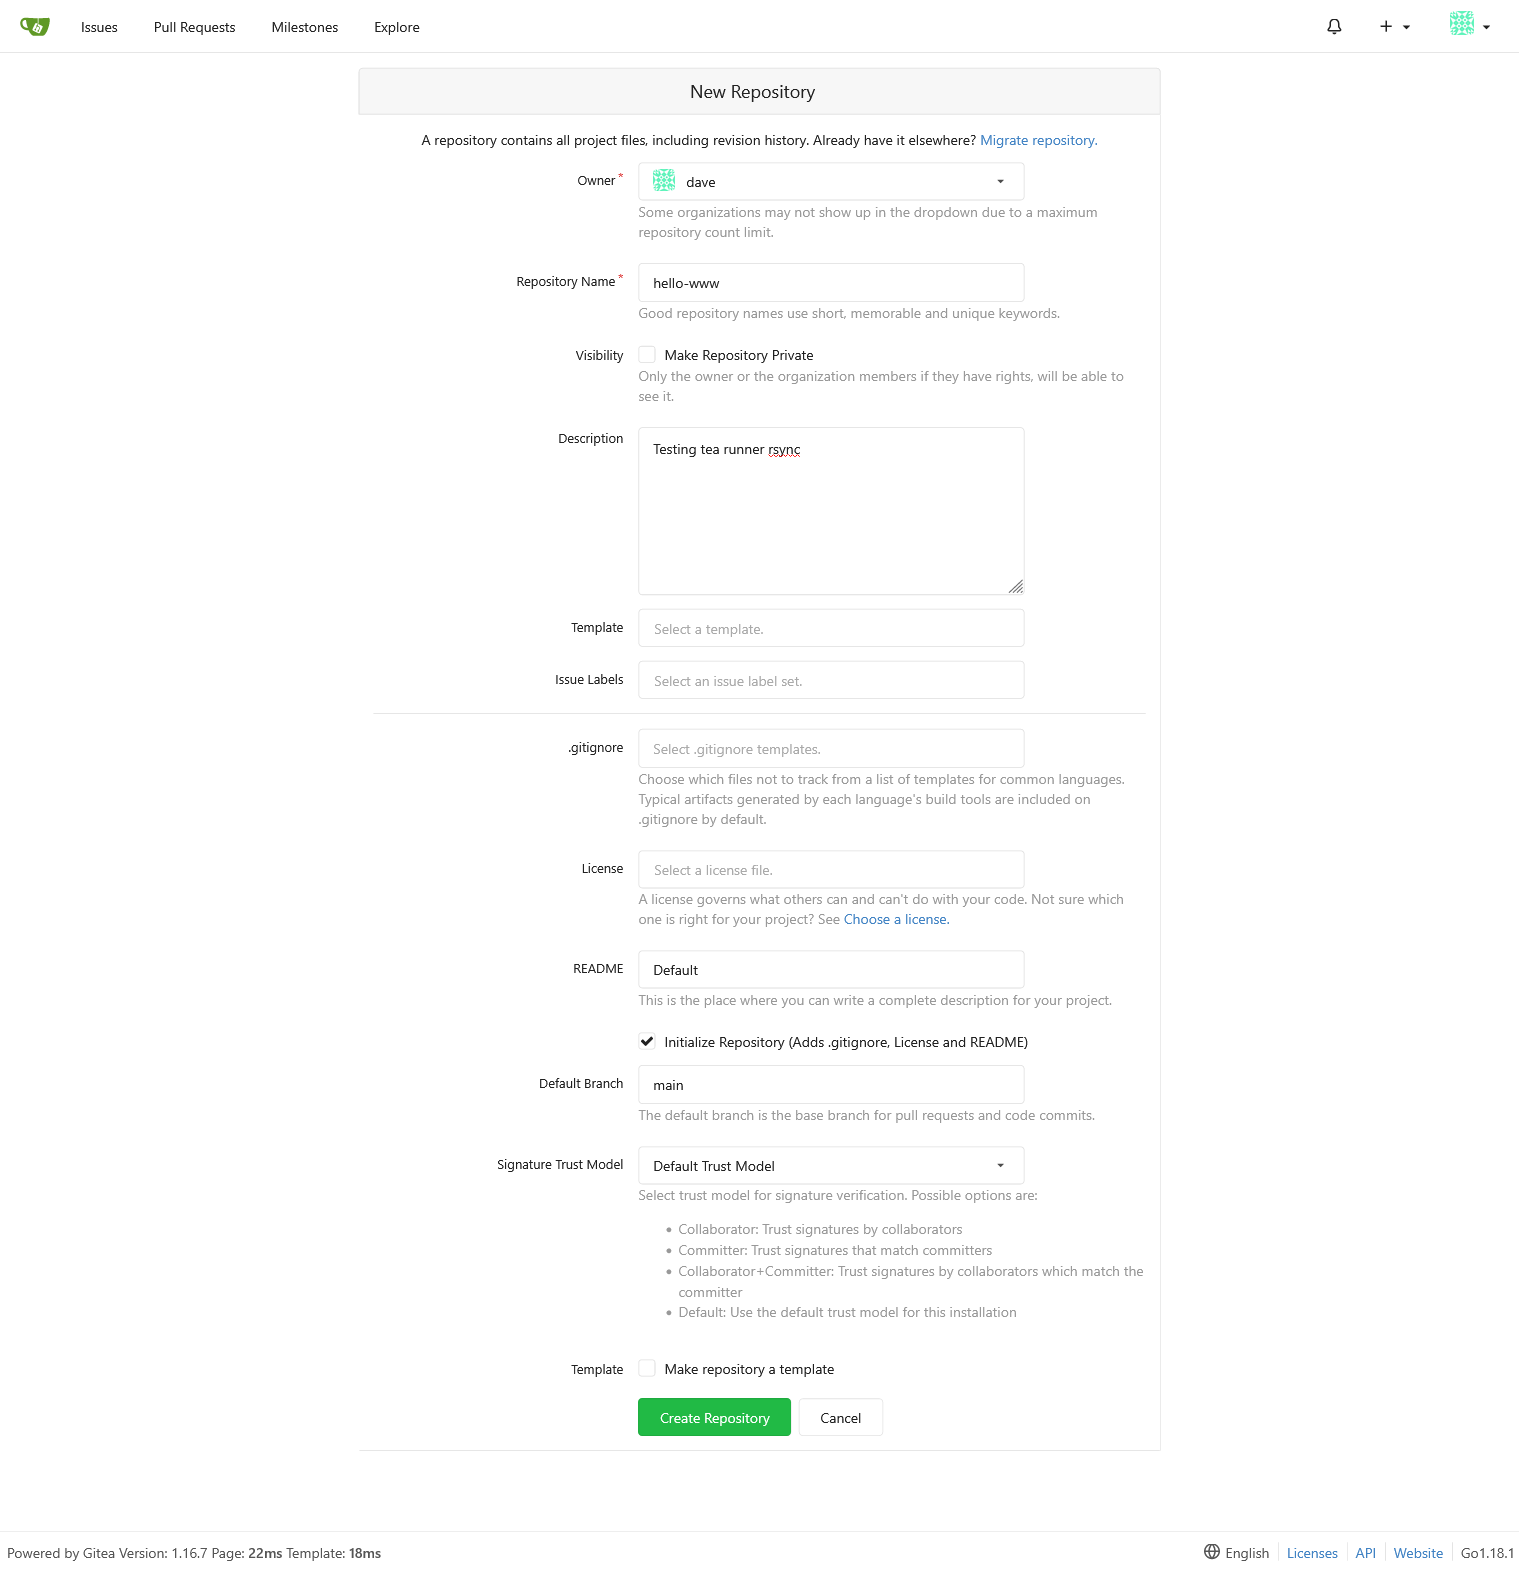 Issues Pull Requests Milestones Explore
New Repository
A repository contains all project files, including revision history. Already have it elsewhere? Migrate repository.
Owner*
dave
Some organizations may not show up in the dropdown due to a maximum
repository count limit.
Repository Name*
hello-www
Good repository names use short, memorable and unique keywords.
Visibility
Make Repository Private
Only the owner or the organization members if they have rights, will be able to
see it.
Description
Testing tea runner rsync
Template
Select a template.
Issue Labels
Select an issue label set.
.gitignore
Select .gitignore templates.
Choose which files not to track from a list of templates for common languages.
Typical artifacts generated by each language's build tools are included on
.gitignore by default.
License
Select a license file.
A license governs what others can and can't do with your code. Not sure which
one is right for your project? See Choose a license.
README
Default
This is the place where you can write a complete description for your project.
Initialize Repository (Adds .gitignore, License and README)
Default Branch
main
The default branch is the base branch for pull requests and code commits.
Signature Trust Model
Default Trust Model
Select trust model for signature verification. Possible options are:
• Collaborator: Trust signatures by collaborators
• Committer: Trust signatures that match committers
• Collaborator+Committer: Trust signatures by collaborators which match the
committer
• Default: Use the default trust model for this installation
Template
Make repository a template
Create Repository Cancel
Powered by Gitea Version: 1.16.7 Page: 22ms Template: 18ms
English Licenses API Website Go1.18.1